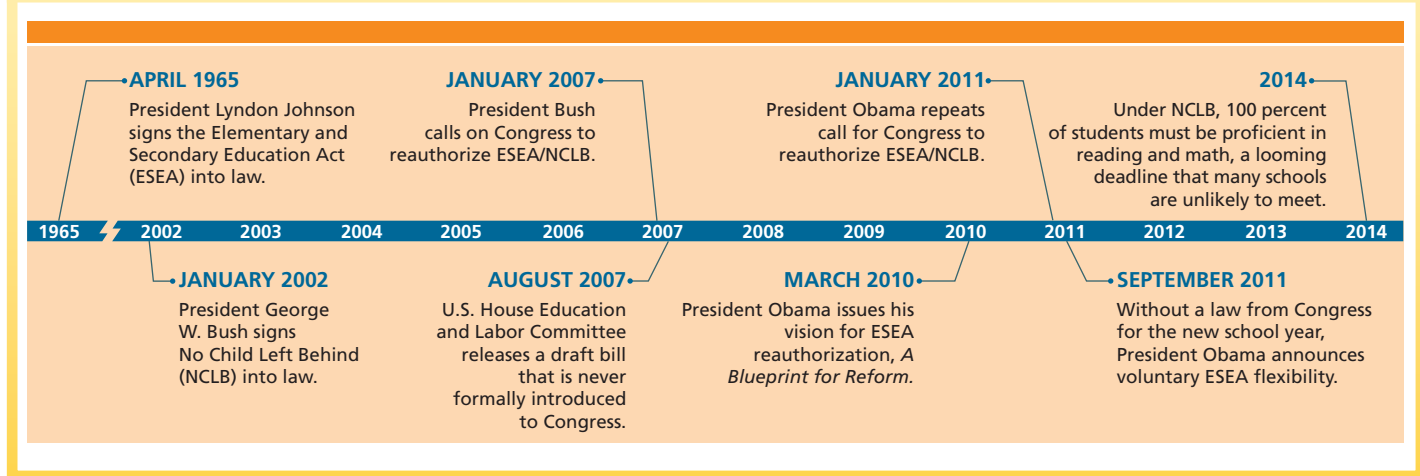 APRIL 1965
President Lyndon Johnson
signs the Elementary and
Secondary Education Act
(ESEA) into law.
JANUARY 2007
President Bush
calls on Congress to
reauthorize ESEA/NCLB.
JANUARY 2011
President Obama repeats
call for Congress to
reauthorize ESEA/NCLB.
2014
Under NCLB, 100 percent
of students must be proficient in
reading and math, a looming
deadline that many schools
are unlikely to meet.
1965 2002 2003 2004 2005 2006 2007 2008 2009 2010 2011 2012 2013 2014
JANUARY 2002
President George
W. Bush signs
No Child Left Behind
(NCLB) into law.
AUGUST 2007
U.S. House Education
and Labor Committee
releases a draft bill
that is never
formally introduced
to Congress.
MARCH 2010
President Obama issues his
vision for ESEA
reauthorization, A
Blueprint for Reform.
SEPTEMBER 2011
Without a law from Congress
for the new school year,
President Obama announces
voluntary ESEA flexibility.